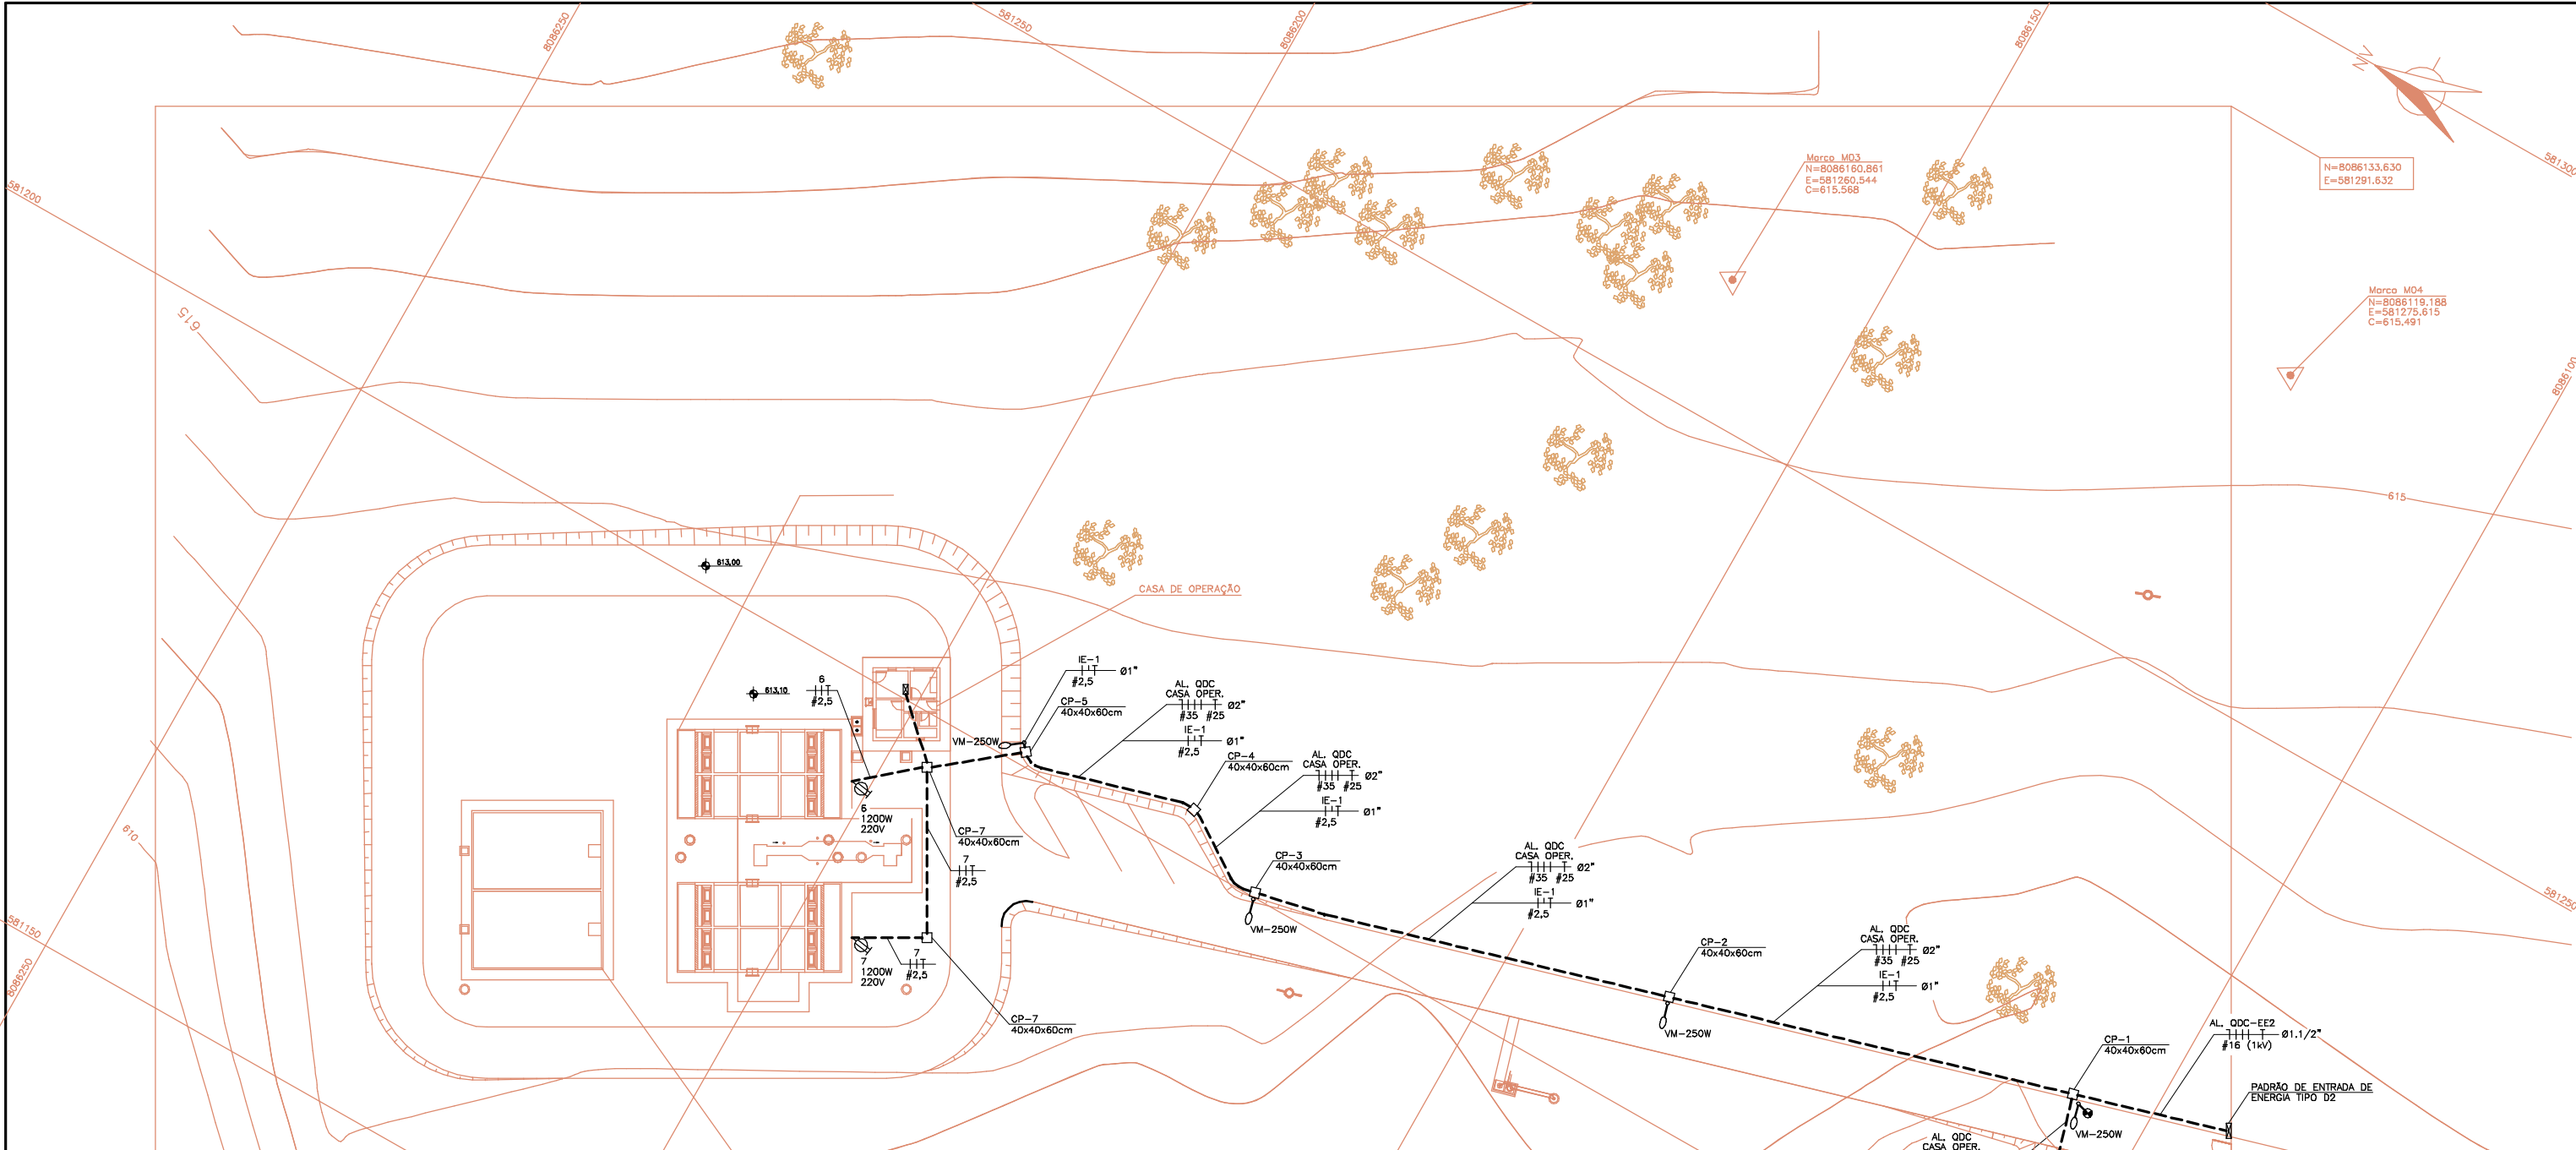 8086250
581250
8086200
8086150
N
581300
581200
Marco M03
N=8086160,861
E=581260,544
C=615,568
N=8086133,630
E=581291,632
615
Marco M04
N=8086119,188
E=581275,615
C=615,491
8086100
615
613,00
CASA DE OPERAÇÃO
613,10
6
#2,5
IE-1
Ø1"
#2,5
CP-5
40x40x60cm
VM-250W
AL. QDC
CASA OPER.
Ø2"
#35 #25
IE-1
Ø1"
#2,5
CP-4
40x40x60cm
AL. QDC
CASA OPER.
Ø2"
#35 #25
IE-1
Ø1"
#2,5
6
1200W
220V
CP-7
40x40x60cm
7
#2,5
610
CP-3
40x40x60cm
VM-250W
AL. QDC
CASA OPER.
Ø2"
#35 #25
IE-1
Ø1"
#2,5
581250
581150
8086250
7
1200W
220V
7
#2,5
CP-7
40x40x60cm
CP-2
40x40x60cm
VM-250W
AL. QDC
CASA OPER.
Ø2"
#35 #25
IE-1
Ø1"
#2,5
CP-1
40x40x60cm
AL. QDC-EE2
Ø1.1/2"
#16 (1kV)
PADRÃO DE ENTRADA DE
ENERGIA TIPO D2
VM-250W
AL. QDC
CASA OPER.